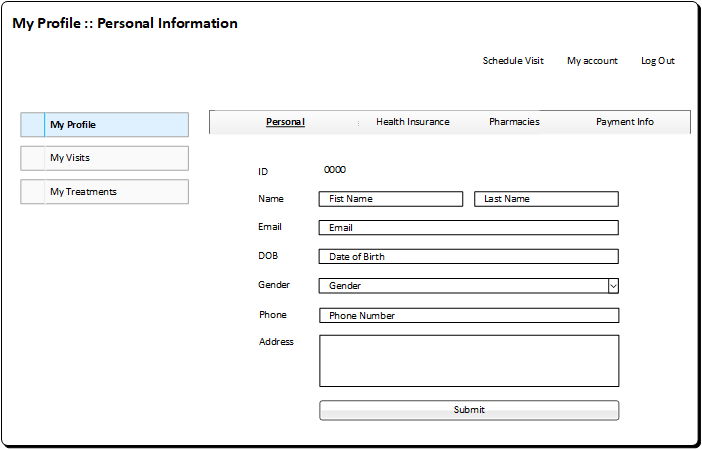 My Profile :: Personal Information
Schedule Visit My account Log Out
My Profile
My Visits
My Treatments
Personal Health Insurance Pharmacies Payment Info
ID 0000
Name Fist Name Last Name
Email Email
DOB Date of Birth
Gender Gender
Phone Phone Number
Address
Submit